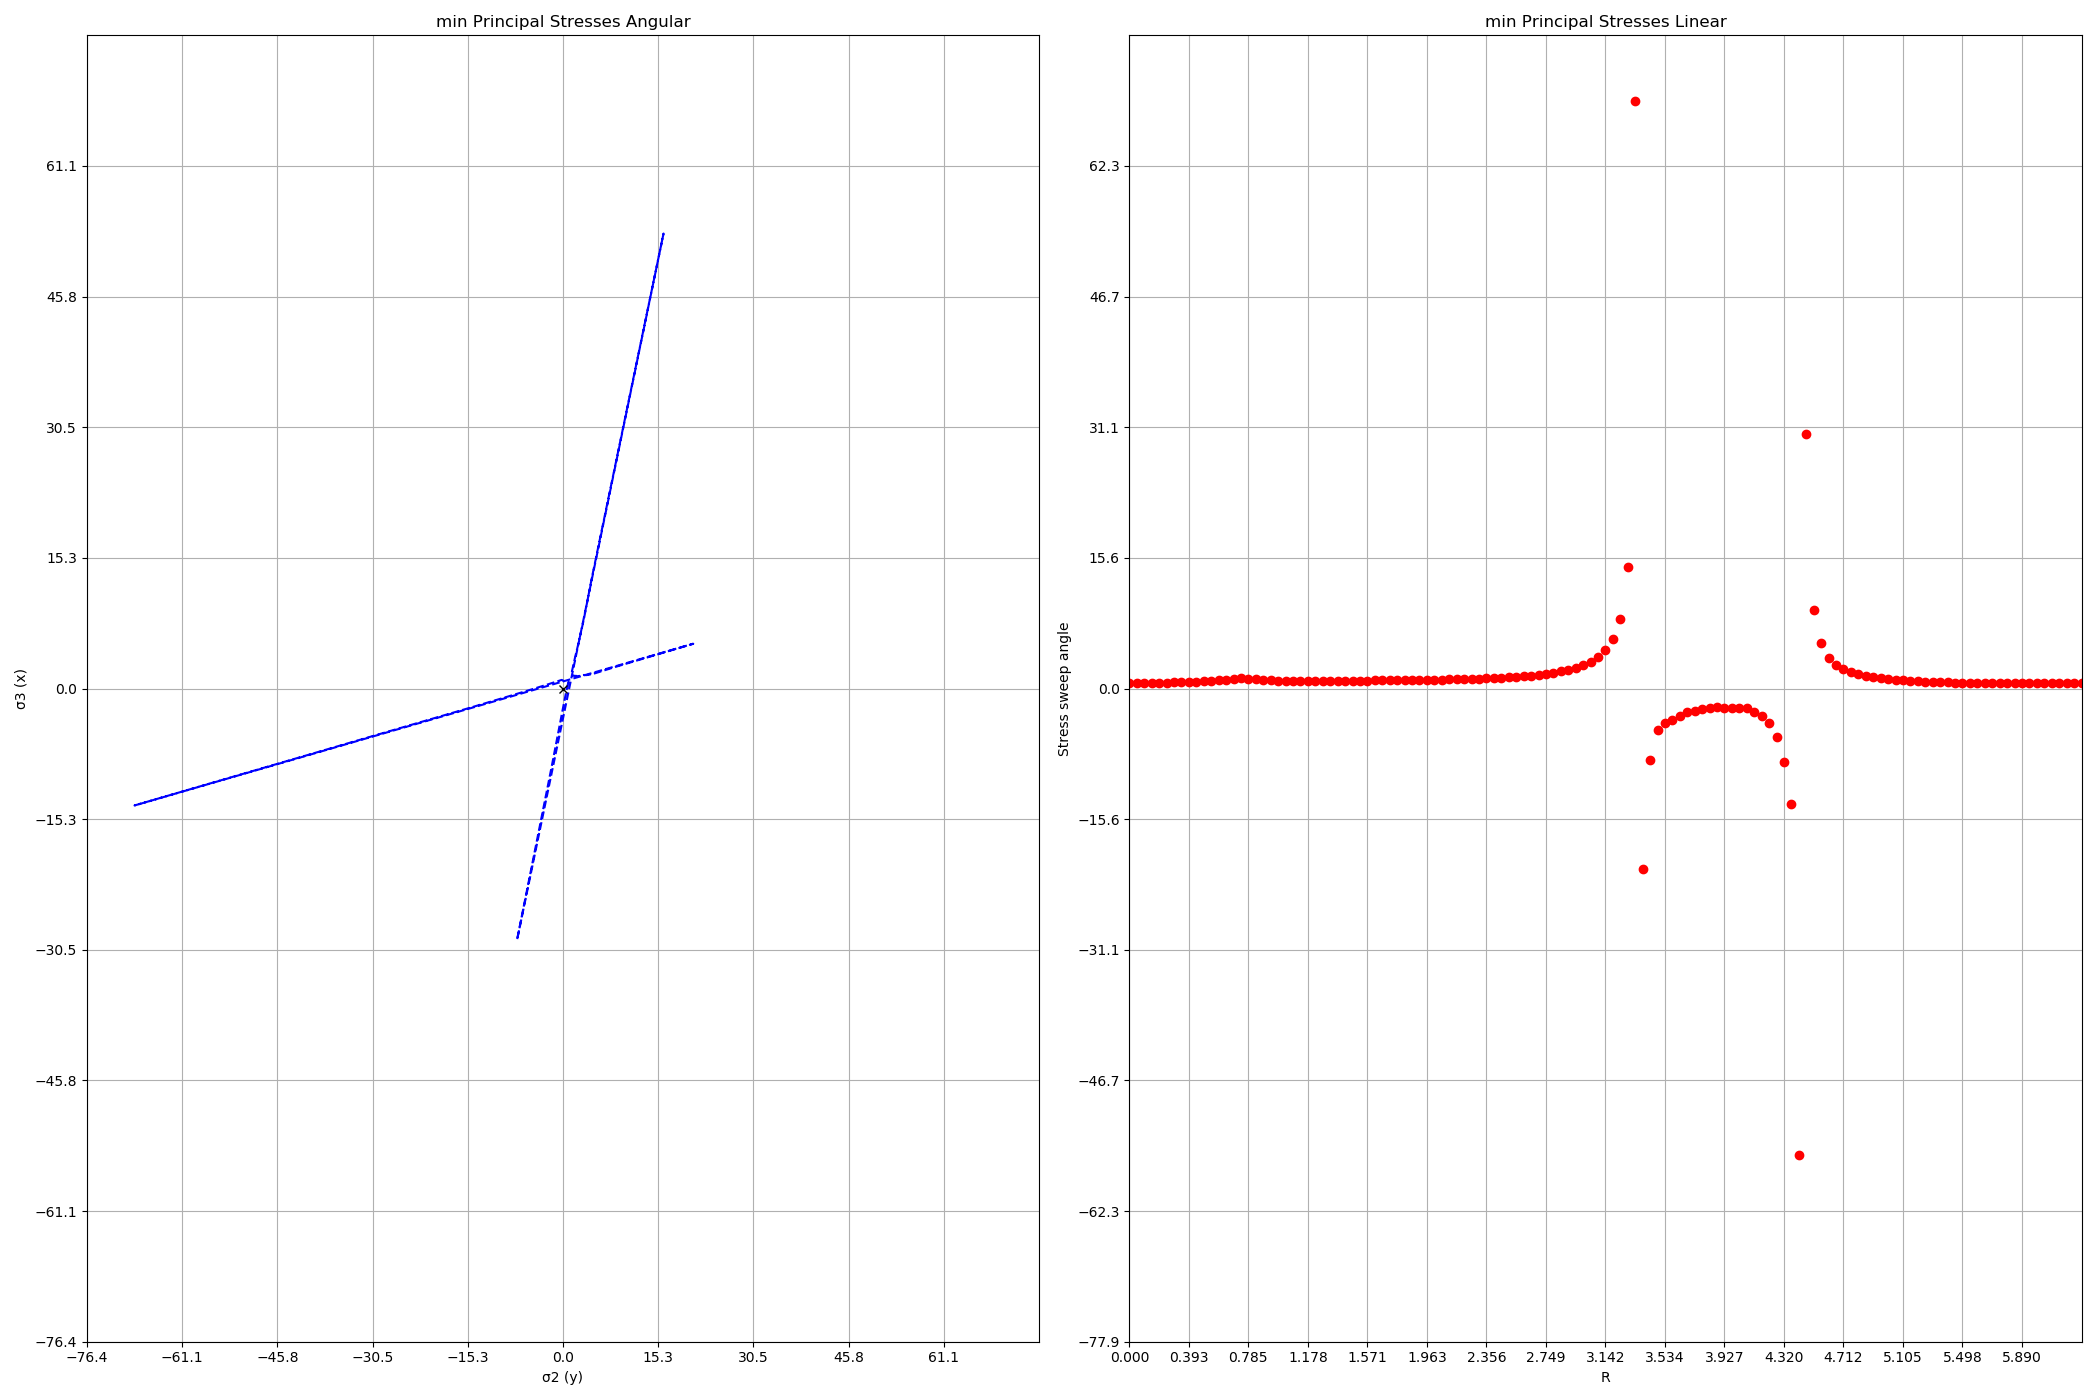 min Principal Stresses Angular
σ3 (x)
61.1
45.8
30.5
15.3
0.0
−15.3
−30.5
−45.8
−61.1
−76.4
−76.4 −61.1 −45.8 −30.5 −15.3 0.0 15.3 30.5 45.8 61.1
σ2 (y)
min Principal Stresses Linear
Stress sweep angle
62.3
46.7
31.1
15.6
0.0
−15.6
−31.1
−46.7
−62.3
−77.9
0.000 0.393 0.785 1.178 1.571 1.963 2.356 2.749 3.142 3.534 3.927 4.320 4.712 5.105 5.498 5.890
R